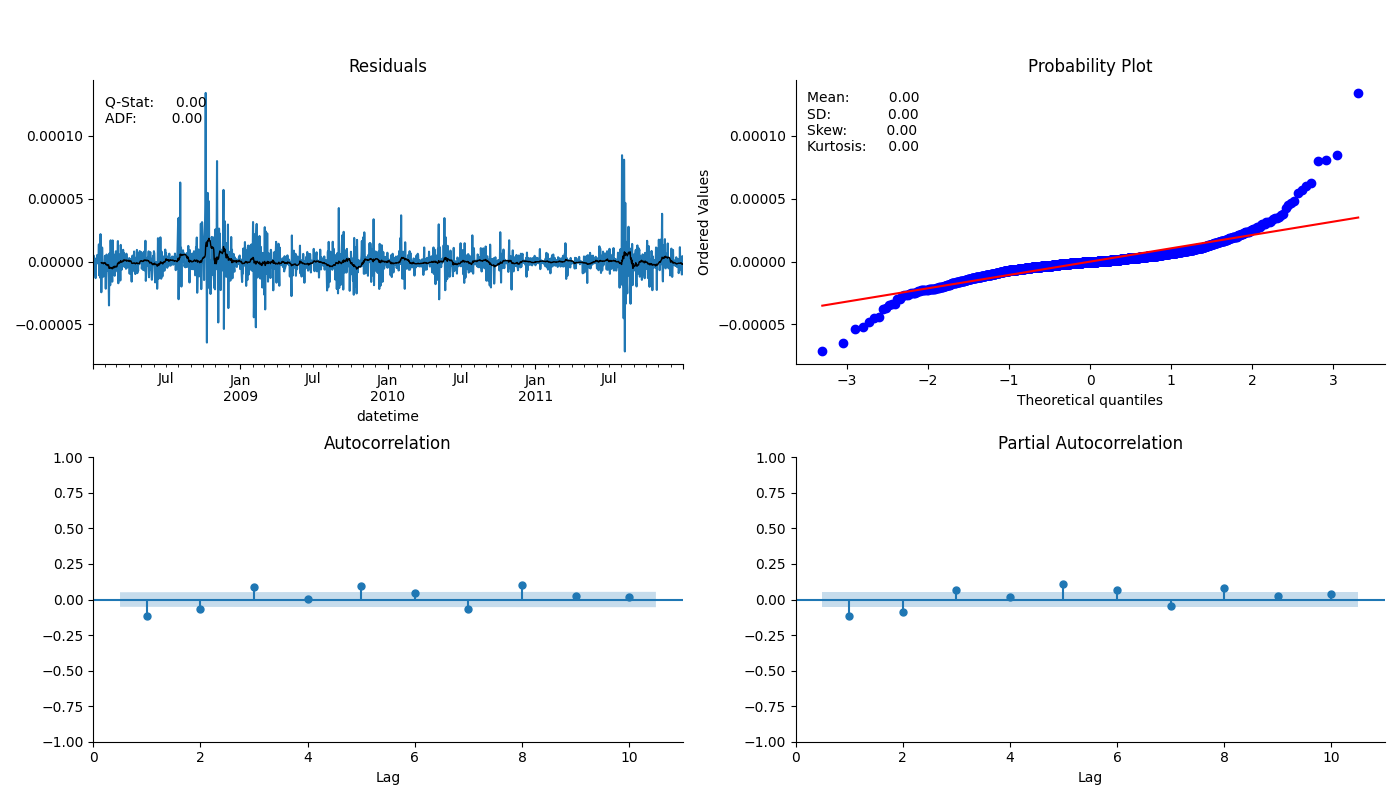 Residuals
Q-Stat: 0.00
ADF: 0.00
0.00010
0.00005
0.00000
−0.00005
Jul Jan Jul Jan Jul Jan Jul
2009 2010 2011
datetime
Probability Plot
Mean: 0.00
SD: 0.00
Skew: 0.00
Kurtosis: 0.00
Ordered Values
0.00010
0.00005
0.00000
−0.00005
−3 −2 −1 0 1 2 3
Theoretical quantiles
Autocorrelation
1.00
0.75
0.50
0.25
0.00
−0.25
−0.50
−0.75
−1.00
0 2 4 6 8 10
Lag
Partial Autocorrelation
1.00
0.75
0.50
0.25
0.00
−0.25
−0.50
−0.75
−1.00
0 2 4 6 8 10
Lag